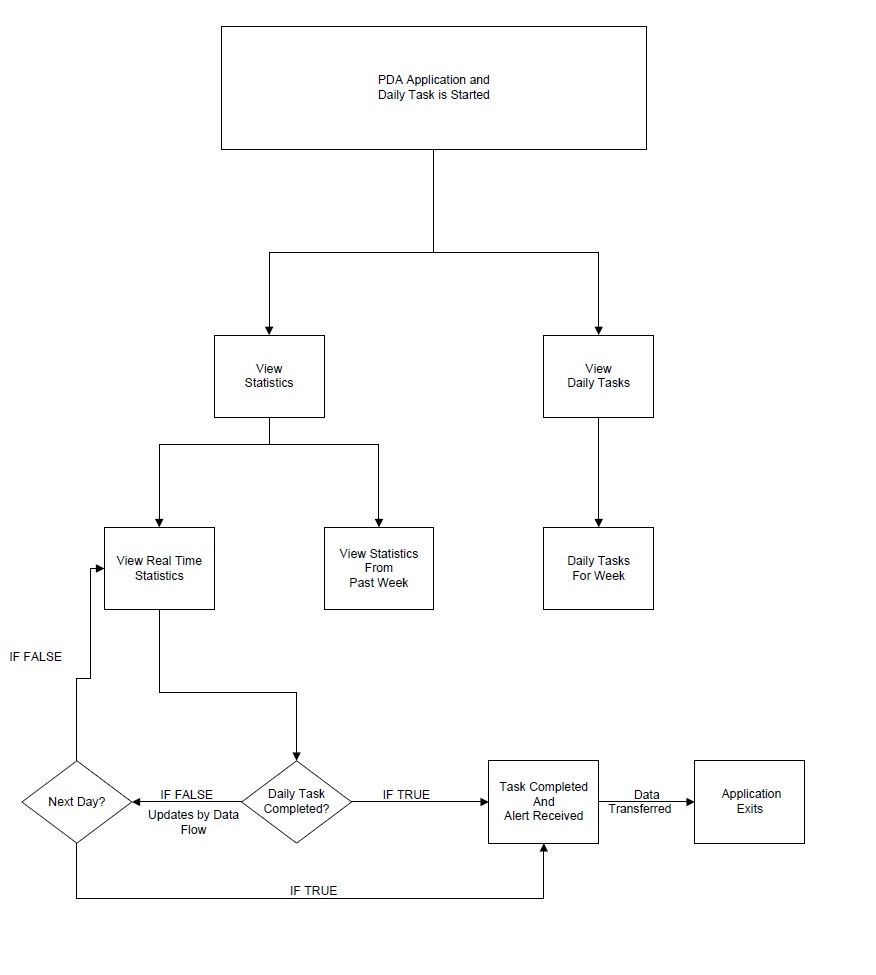 PDA Application and
Daily Task is Started
View
Statistics
View
Daily Tasks
View Real Time
Statistics
View Statistics
From
Past Week
Daily Tasks
For Week
IF FALSE
Next Day?
IF FALSE
Updates by Data
Flow
Daily Task
Completed?
IF TRUE
Task Completed
And
Alert Received
Data
Transferred
Application
Exits
IF TRUE